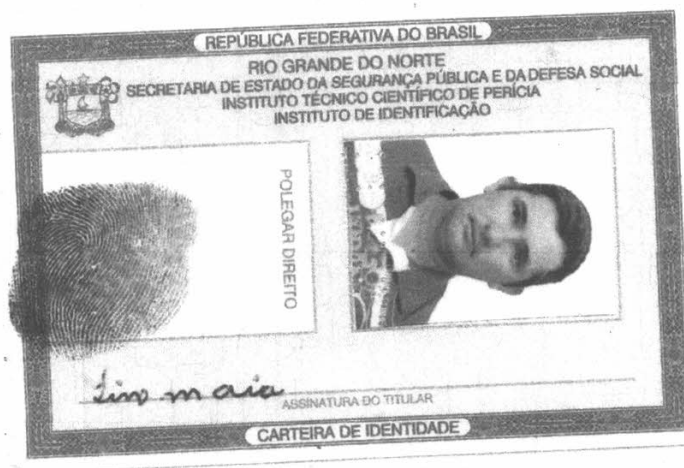 REPÚBLICA FEDERATIVA DO BRASIL
RIO GRANDE DO NORTE
SECRETARIA DE ESTADO DA SEGURANÇA PÚBLICA E DA DEFESA SOCIAL
INSTITUTO TÉCNICO CIENTÍFICO DE PERÍCIA
INSTITUTO DE IDENTIFICAÇÃO
POLEGAR DIREITO
maia
ASSINATURA DO TITULAR
CARTEIRA DE IDENTIDADE